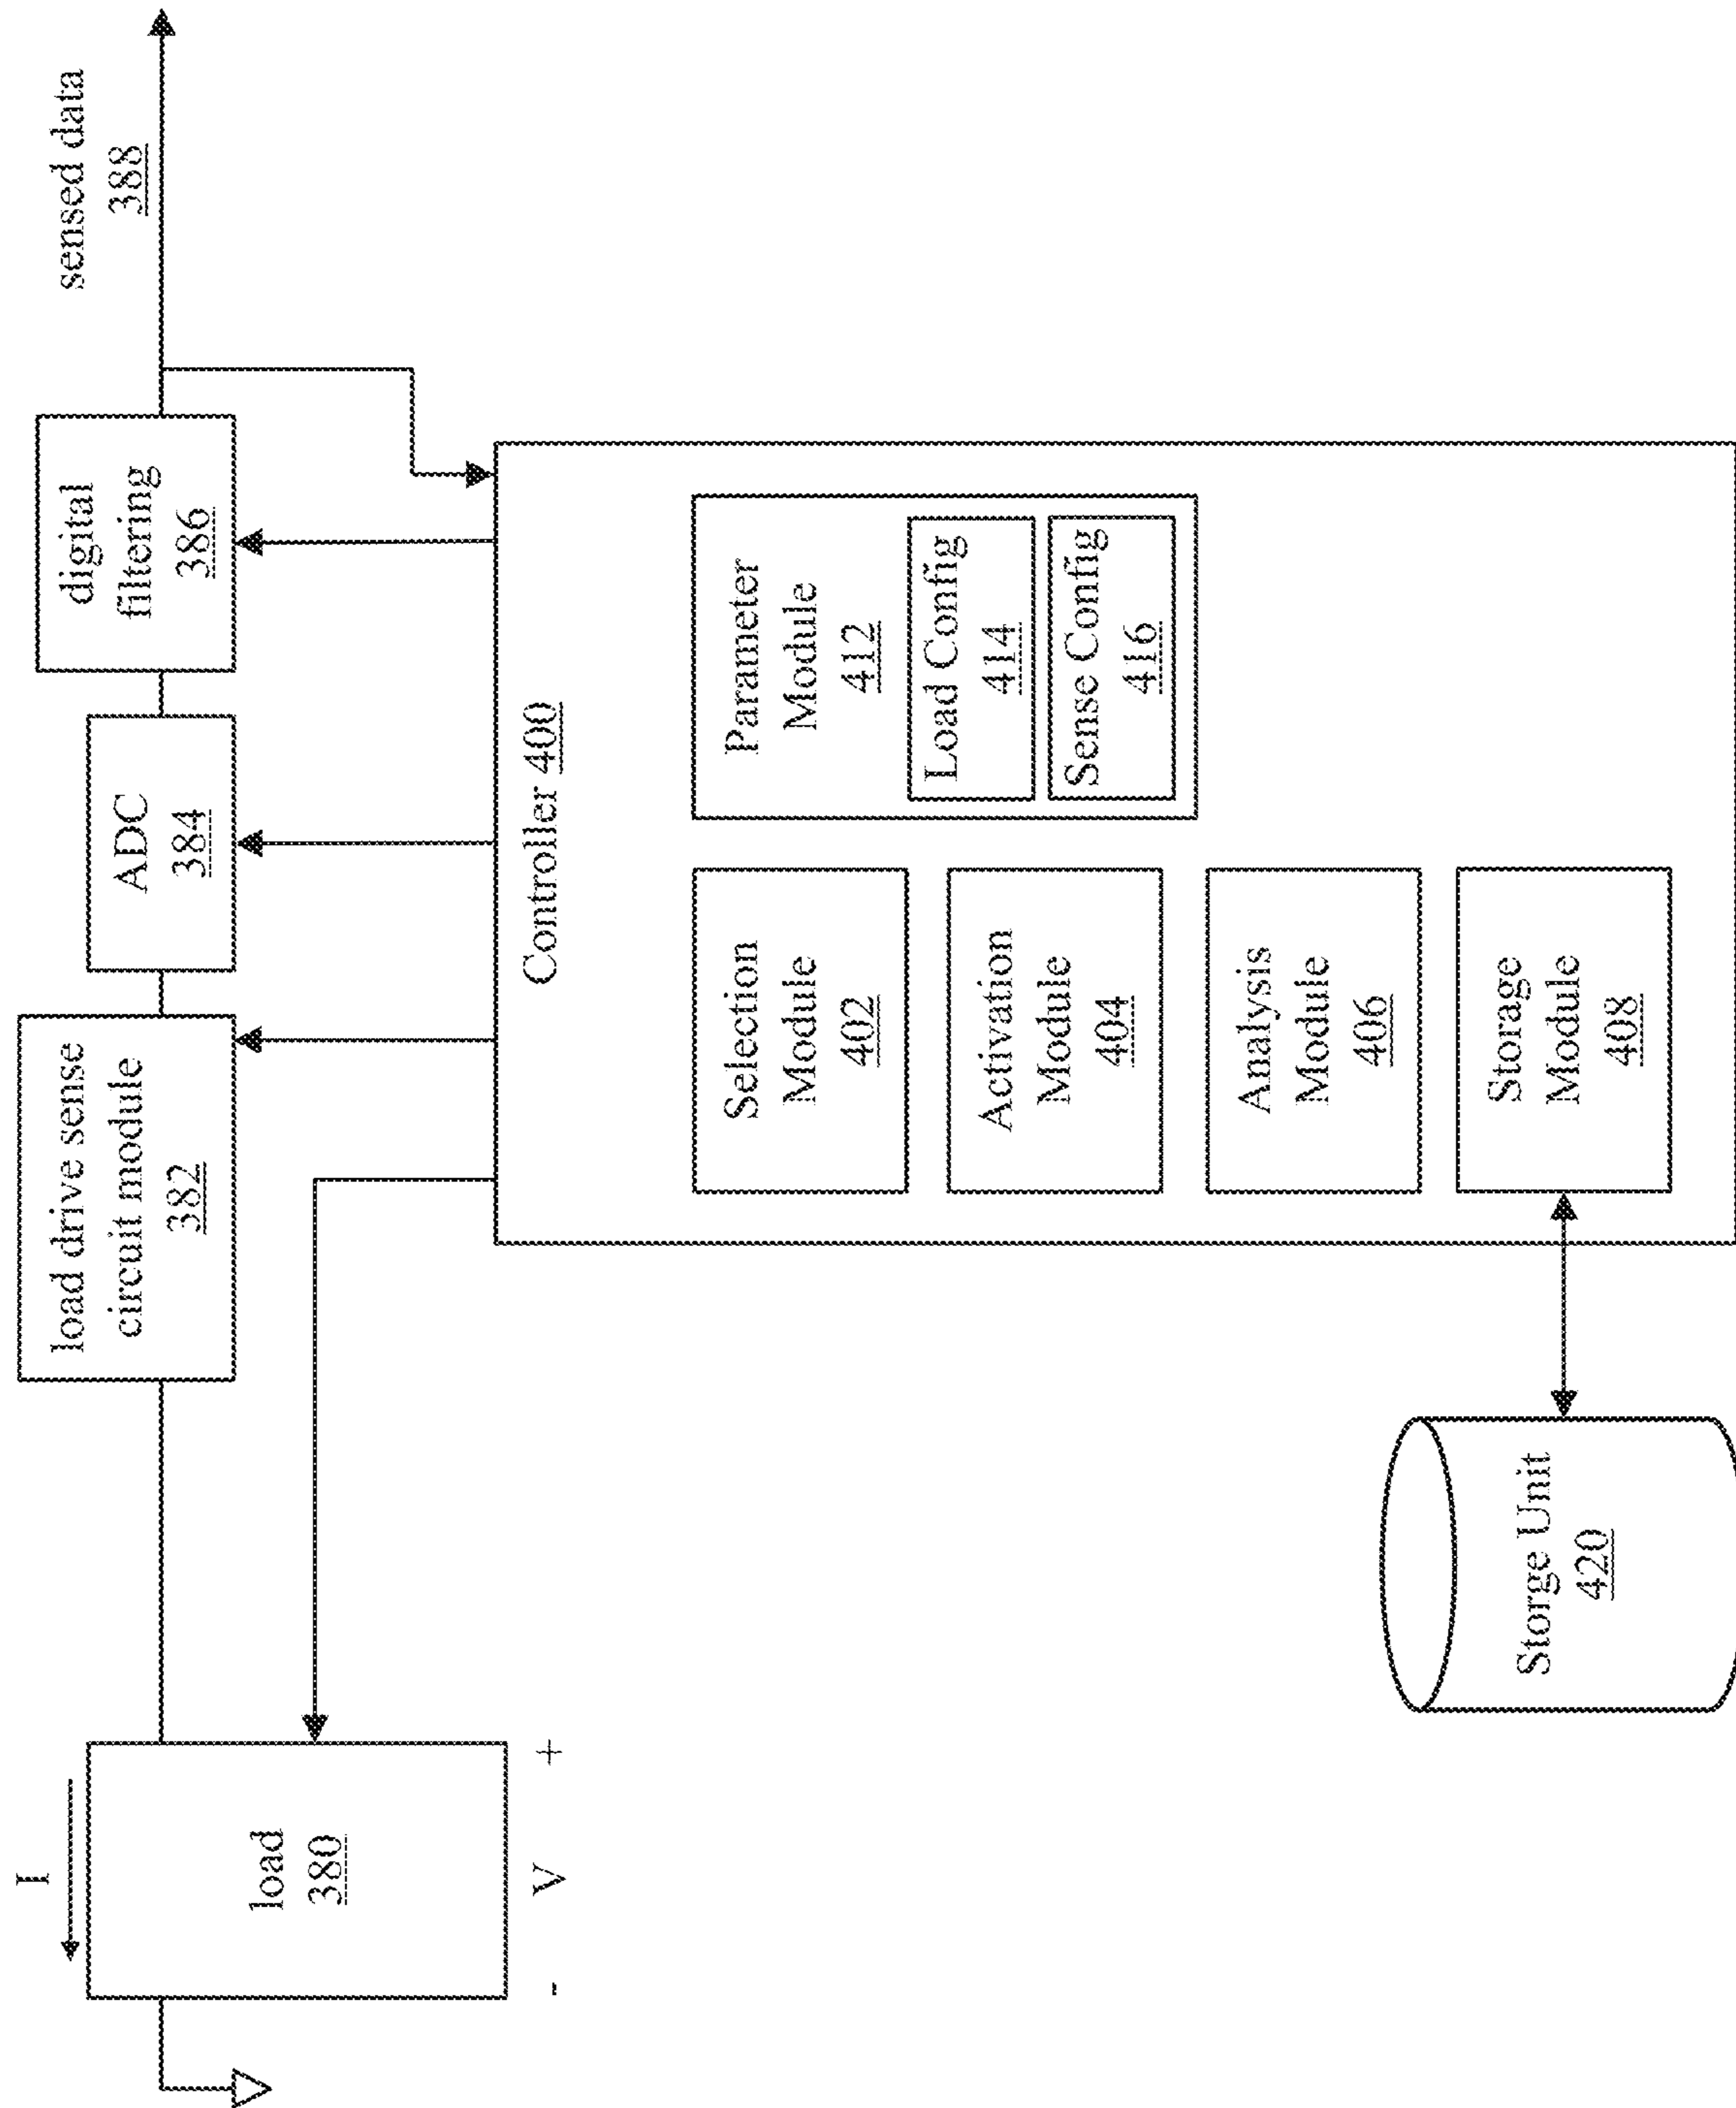 I
load
380
- V +
load drive sense
circuit module
382
ADC
384
digital
filtering
386
sensed data
388
Controller 400
Selection
Module
402
Activation
Module
404
Analysis
Module
406
Storage
Module
408
Parameter
Module
412
Load Config
414
Sense Config
416
Storge Unit
420